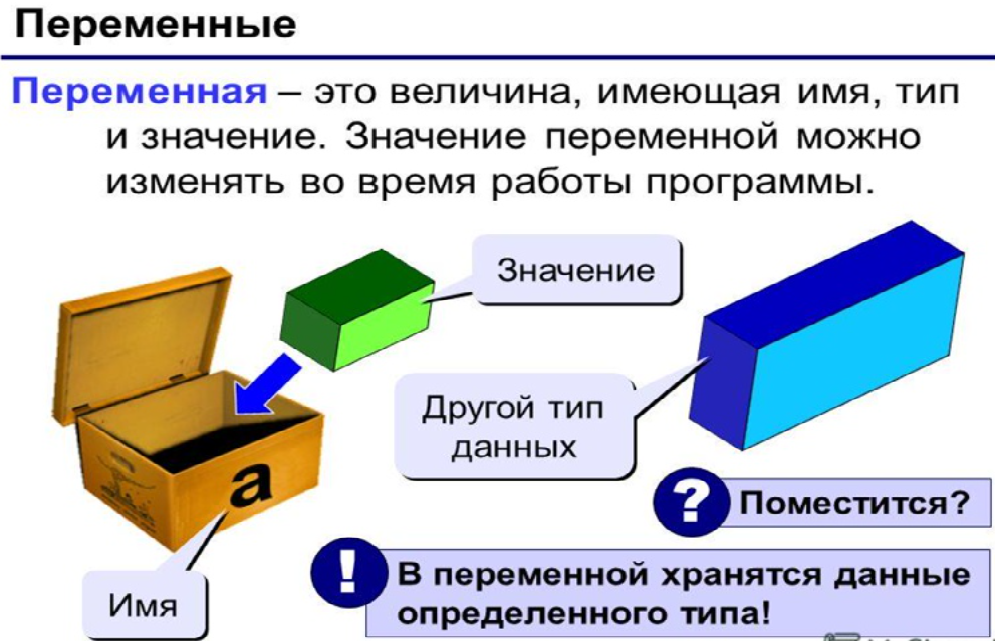 Переменные
Переменная – это величина, имеющая имя, тип
и значение. Значение переменной можно
изменять во время работы программы.
Значение
Другой тип
данных
a
Имя
? Поместится?
! В переменной хранятся данные
определенного типа!